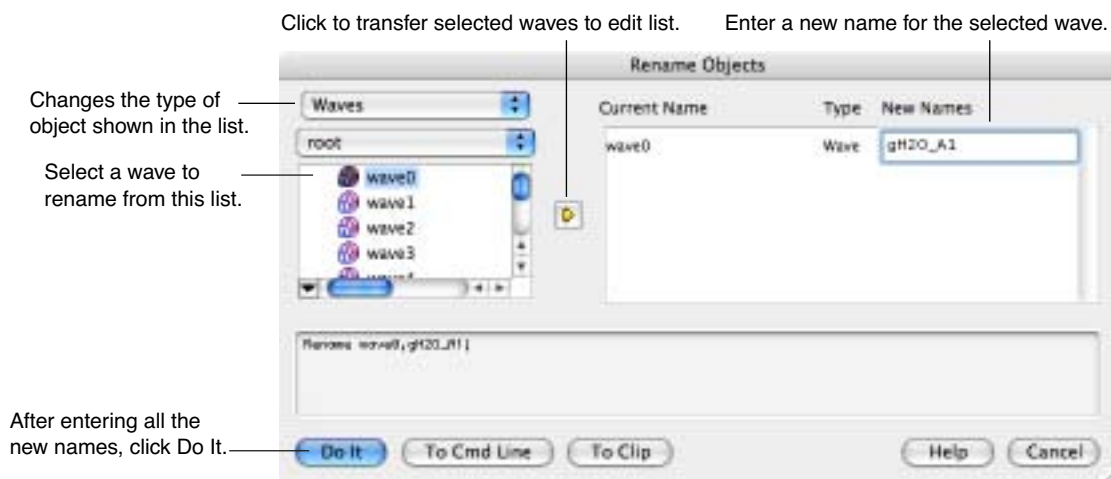 Click to transfer selected waves to edit list.
Enter a new name for the selected wave.
Rename Objects
Changes the type of
object shown in the list.
Waves
root
Select a wave to
rename from this list.
wave0
wave1
wave2
wave3
Current Name Type New Names
wave0 Wave gH2O_A1
Rename wave0,gH2O_A1;
After entering all the
new names, click Do It.
Do It
To Cmd Line
To Clip
Help
Cancel